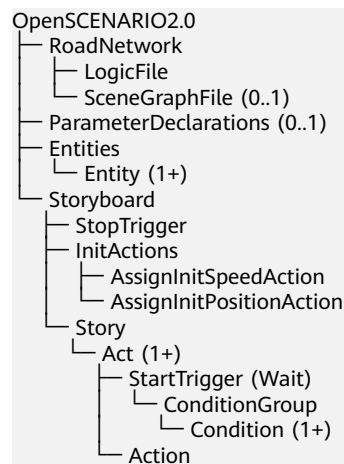 OpenSCENARIO2.0
├─ RoadNetwork
│  ├─ LogicFile
│  └─ SceneGraphFile (0..1)
├─ ParameterDeclarations (0..1)
├─ Entities
│  └─ Entity (1+)
└─ Storyboard
   ├─ StopTrigger
   ├─ InitActions
   │  ├─ AssignInitSpeedAction
   │  └─ AssignInitPositionAction
   └─ Story
      └─ Act (1+)
         ├─ StartTrigger (Wait)
         │  └─ ConditionGroup
         │     └─ Condition (1+)
         └─ Action